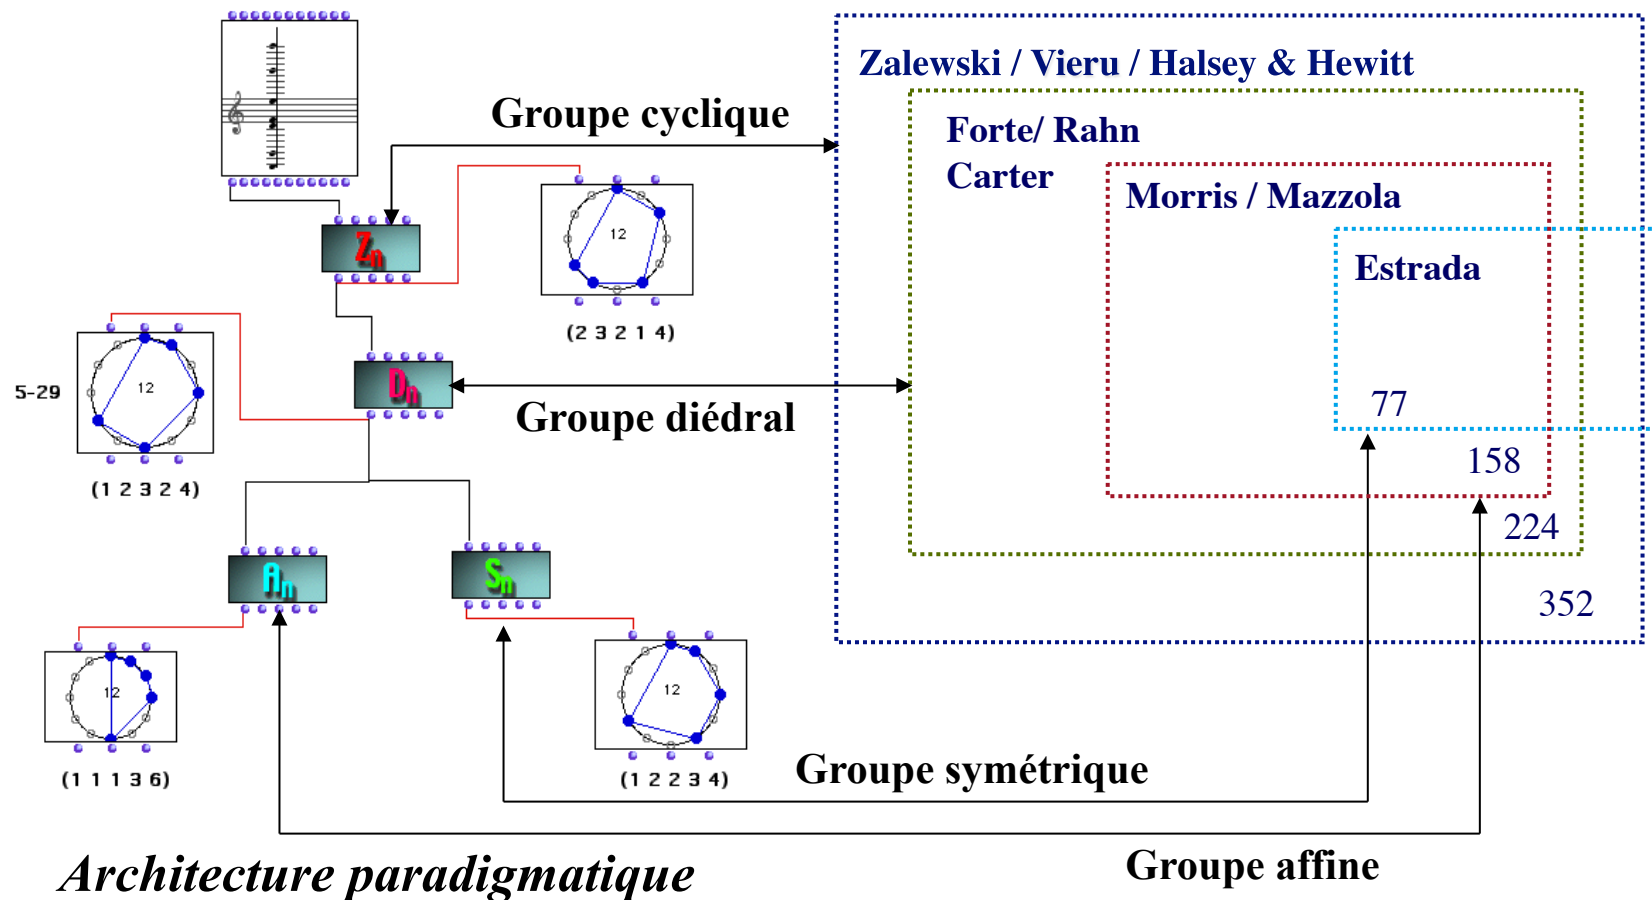 Zalewski / Vieru / Halsey & Hewitt
Groupe cyclique
Forte/ Rahn
Carter
Morris / Mazzola
Estrada
Zn
12
(2 3 2 1 4)
5-29
12
(1 2 3 2 4)
Dn
Groupe diédral
77
158
224
352
An
Sn
12
(1 1 1 3 6)
12
(1 2 2 3 4)
Groupe symétrique
Groupe affine
Architecture paradigmatique